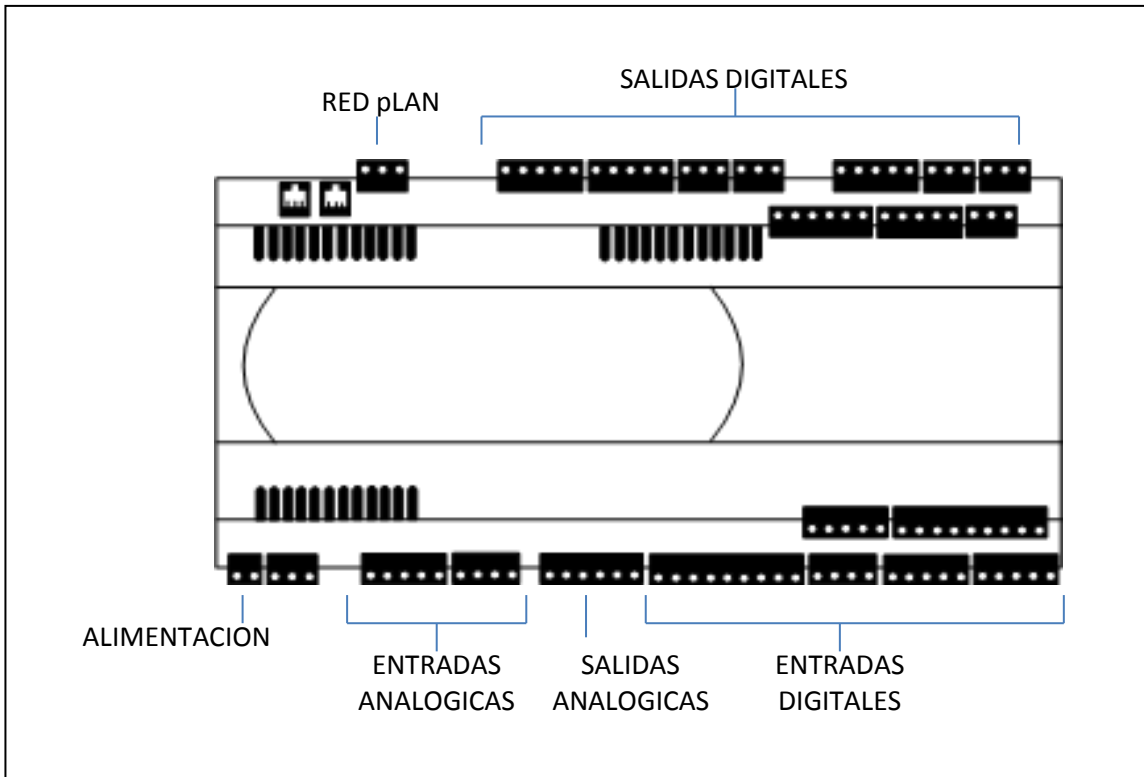 SALIDAS DIGITALES
RED pLAN
ALIMENTACION
ENTRADAS
ANALOGICAS
SALIDAS
ANALOGICAS
ENTRADAS
DIGITALES